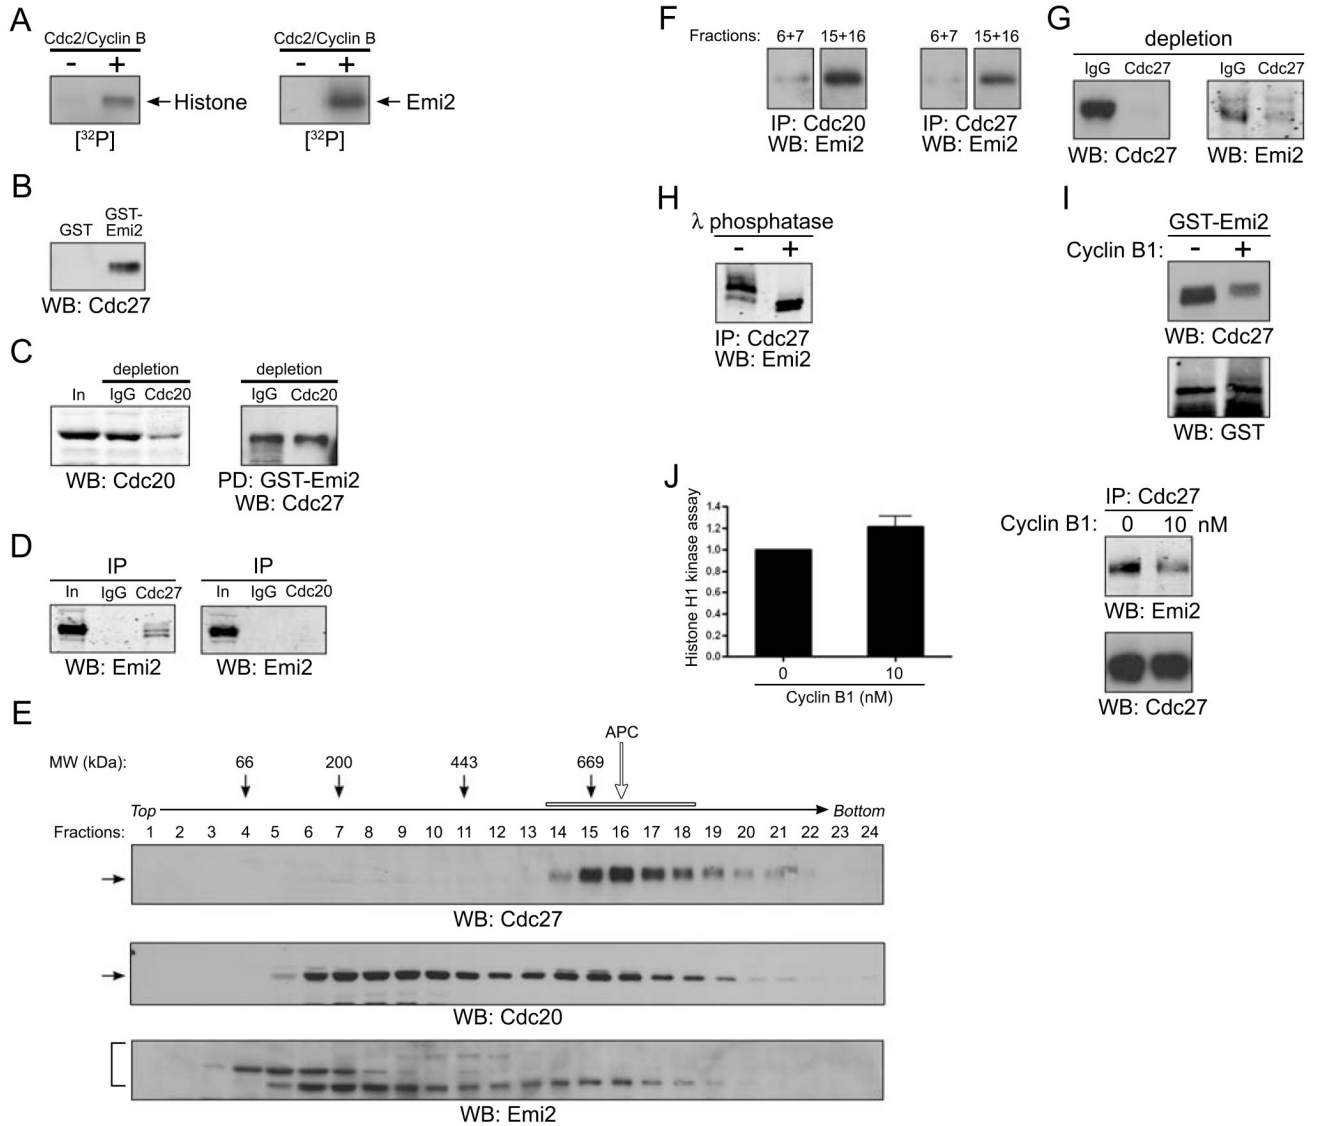 A
Cdc2/Cyclin B
- +
Histone
[32P]
Cdc2/Cyclin B
- +
Emi2
[32P]
B
GST GST-Emi2
WB: Cdc27
C
depletion
In IgG Cdc20
WB: Cdc20
depletion
IgG Cdc20
PD: GST-Emi2
WB: Cdc27
D
IP
In IgG Cdc27
WB: Emi2
IP
In IgG Cdc20
WB: Emi2
E
APC
MW (kDa): 66 200 443 669
Top Bottom
Fractions: 1 2 3 4 5 6 7 8 9 10 11 12 13 14 15 16 17 18 19 20 21 22 23 24
WB: Cdc27
WB: Cdc20
WB: Emi2
F
Fractions: 6+7 15+16
IP: Cdc20
WB: Emi2
6+7 15+16
IP: Cdc27
WB: Emi2
G
depletion
IgG Cdc27
WB: Cdc27
IgG Cdc27
WB: Emi2
H
λ phosphatase
- +
IP: Cdc27
WB: Emi2
I
GST-Emi2
Cyclin B1: - +
WB: Cdc27
WB: GST
J
Histone H1 kinase assay
1.4
1.2
1.0
0.8
0.6
0.4
0.2
0.0
0 10
Cyclin B1 (nM)
IP: Cdc27
Cyclin B1: 0 10 nM
WB: Emi2
WB: Cdc27